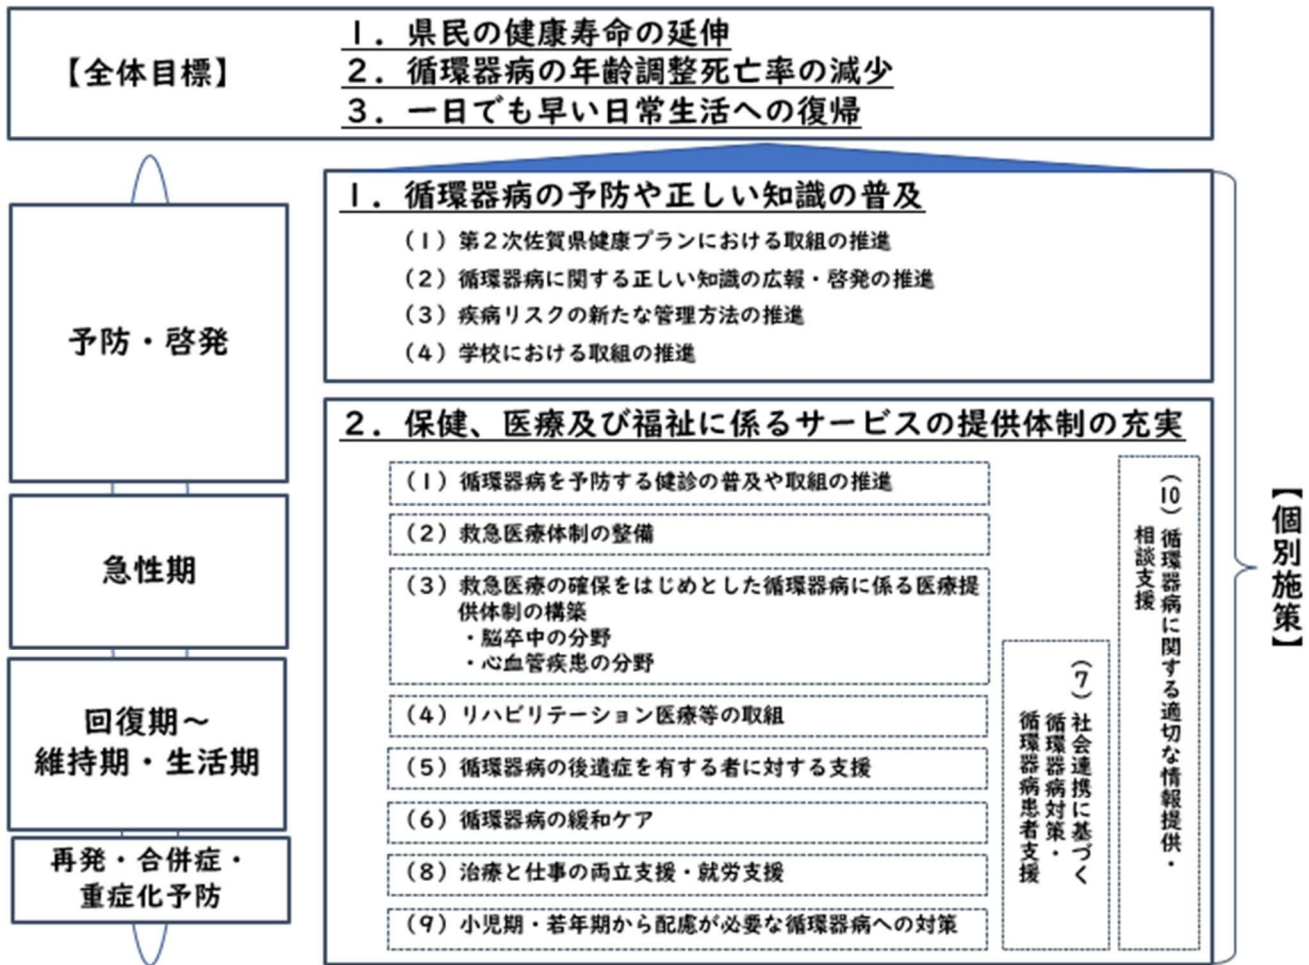 【全体目標】
１．県民の健康寿命の延伸
２．循環器病の年齢調整死亡率の減少
３．一日でも早い日常生活への復帰
予防・啓発
急性期
回復期～
維持期・生活期
再発・合併症・
重症化予防
１．循環器病の予防や正しい知識の普及
（１）第２次佐賀県健康プランにおける取組の推進
（２）循環器病に関する正しい知識の広報・啓発の推進
（３）疾病リスクの新たな管理方法の推進
（４）学校における取組の推進
２．保健、医療及び福祉に係るサービスの提供体制の充実
（１）循環器病を予防する健診の普及や取組の推進
（２）救急医療体制の整備
（３）救急医療の確保をはじめとした循環器病に係る医療提
供体制の構築
・脳卒中の分野
・心血管疾患の分野
（４）リハビリテーション医療等の取組
（５）循環器病の後遺症を有する者に対する支援
（６）循環器病の緩和ケア
（８）治療と仕事の両立支援・就労支援
（９）小児期・若年期から配慮が必要な循環器病への対策
（７）社会連携に基づく
循環器病対策・
循環器病患者支援
（10）循環器病に関する適切な情報提供・
相談支援
【個別施策】